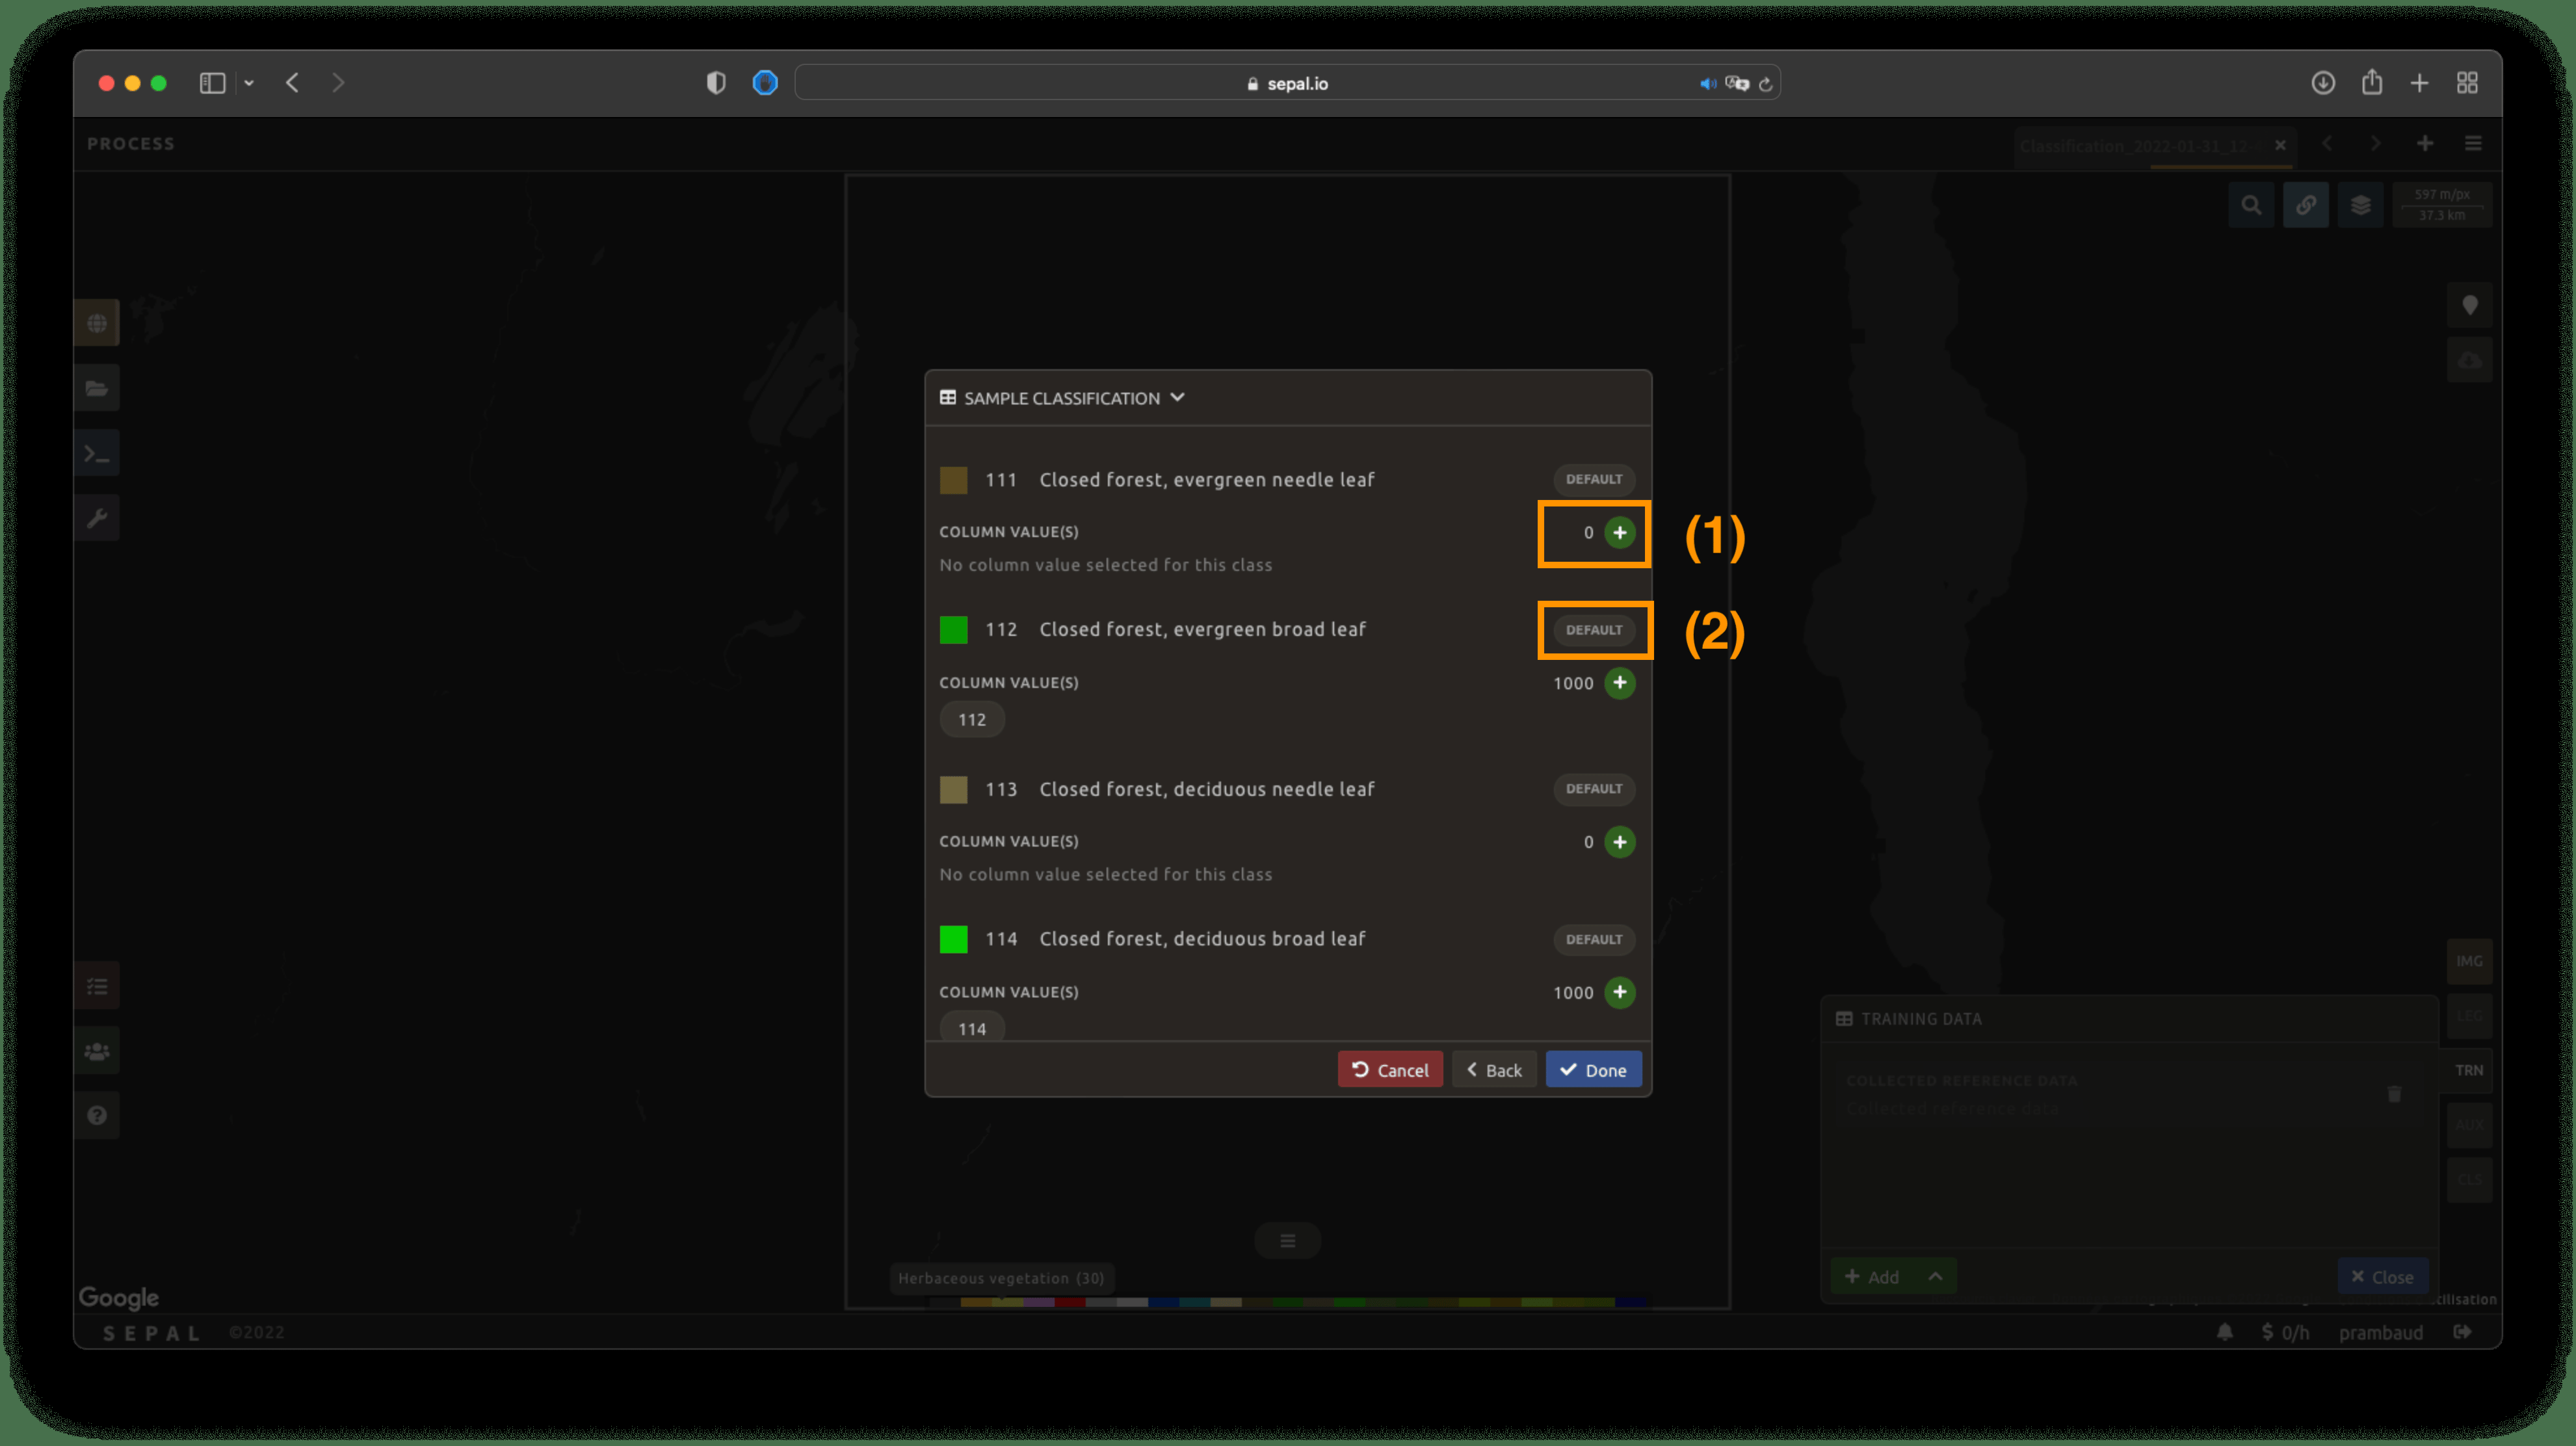 sepal.io
PROCESS
Classification_2022-01-31_12-
597 m/px
37.3 km
SAMPLE CLASSIFICATION
111 Closed forest, evergreen needle leaf DEFAULT
COLUMN VALUE(S) 0 +
(1)
No column value selected for this class
112 Closed forest, evergreen broad leaf DEFAULT
(2)
COLUMN VALUE(S) 1000 +
112
113 Closed forest, deciduous needle leaf DEFAULT
COLUMN VALUE(S) 0 +
No column value selected for this class
114 Closed forest, deciduous broad leaf DEFAULT
COLUMN VALUE(S) 1000 +
114
Cancel
Back
Done
IMG
LEG
TRN
AUX
CLS
TRAINING DATA
COLLECTED REFERENCE DATA
Collected reference data
+ Add
Close
Herbaceous vegetation (30)
Google
SEPAL ©2022
$ 0/h prambaud